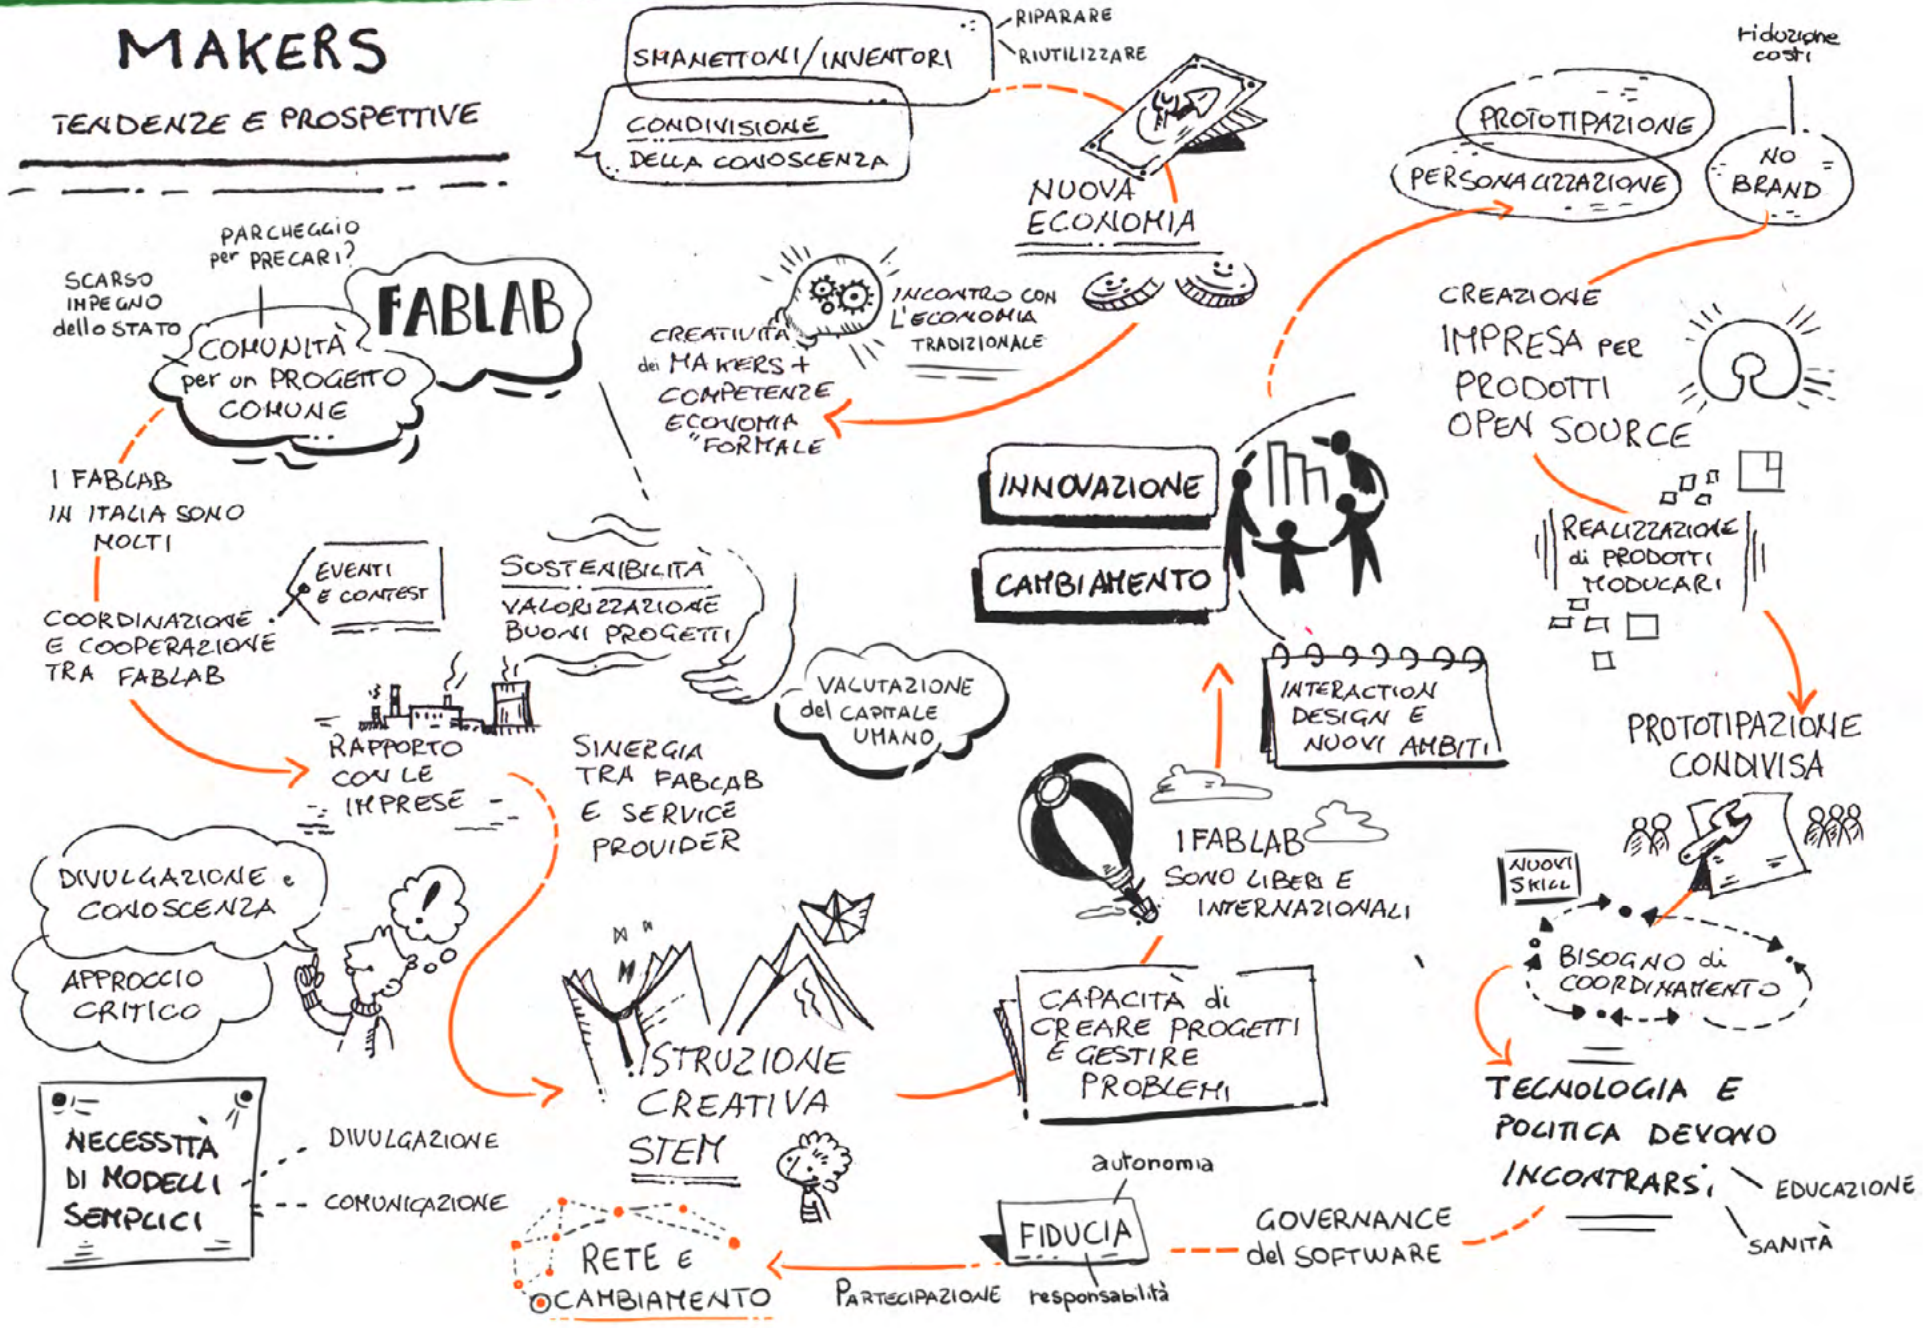 MAKERS
TENDENZE E PROSPETTIVE
SMANETTONI/INVENTORI
RIPARARE
RIUTILIZZARE
CONDIVISIONE
DELLA CONOSCENZA
NUOVA
ECONOMIA
INCONTRO CON
L'ECONOMIA
TRADIZIONALE
CREATIVITÀ
dei MAKERS +
COMPETENZE
ECONOMIA
"FORMALE
PARCHEGGIO
per PRECARI?
SCARSO
IMPEGNO
dello STATO
FABLAB
COMUNITÀ
per un PROGETTO
COMUNE
I FABLAB
IN ITALIA SONO
MOLTI
COORDINAZIONE
E COOPERAZIONE
TRA FABLAB
EVENTI
E CONTEST
SOSTENIBILITÀ
VALORIZZAZIONE
BUONI PROGETTI
VALUTAZIONE
del CAPITALE
UMANO
RAPPORTO
CON LE
IMPRESE
SINERGIA
TRA FABLAB
E SERVICE
PROVIDER
DIVULGAZIONE e
CONOSCENZA
APPROCCIO
CRITICO
!
NECESSTTÀ
DI MODELLI
SEMPLICI
DIVULGAZIONE
COMUNICAZIONE
ISTRUZIONE
CREATIVA
STEM
CAPACITÀ di
CREARE PROGETTI
E GESTIRE
PROBLEMI
I FABLAB
SONO LIBERI E
INTERNAZIONALI
INNOVAZIONE
CAMBIAMENTO
INTERACTION
DESIGN E
NUOVI AMBITI
riduzione
costi
PROTOTIPAZIONE
PERSONALIZZAZIONE
NO
BRAND
CREAZIONE
IMPRESA PER
PRODOTTI
OPEN SOURCE
REALIZZAZIONE
di PRODOTTI
MODULARI
PROTOTIPAZIONE
CONDIVISA
NUOVI
SKILL
BISOGNO di
COORDINAMENTO
TECNOLOGIA E
POLITICA DEVONO
INCONTRARSI
EDUCAZIONE
SANITÀ
GOVERNANCE
del SOFTWARE
autonomia
FIDUCIA
responsabilità
PARTECIPAZIONE
RETE E
CAMBIAMENTO